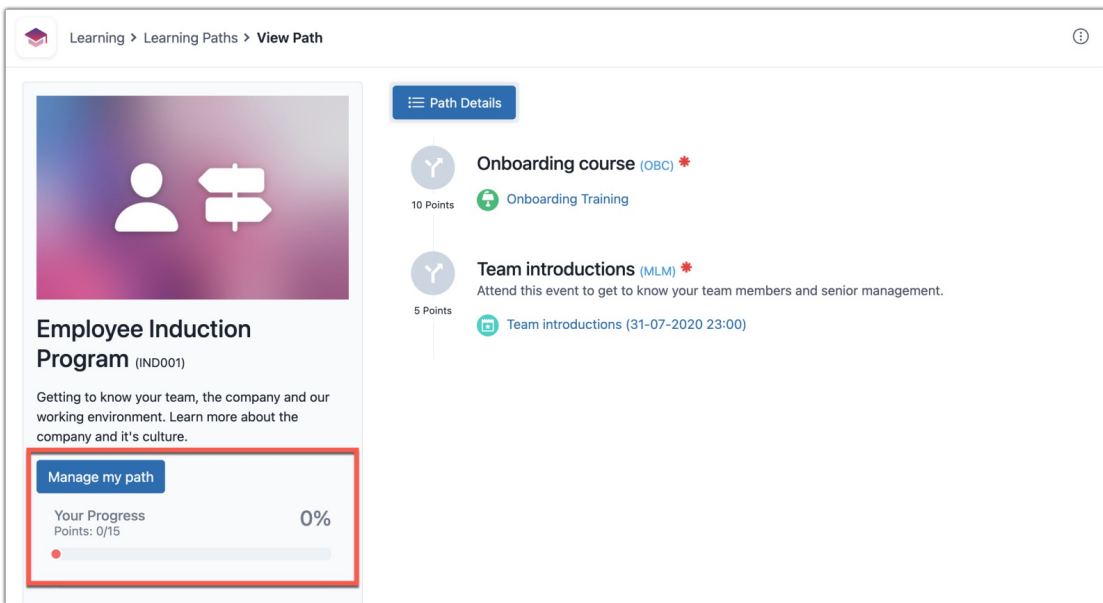 Learning > Learning Paths > View Path
Employee Induction
Program (IND001)
Getting to know your team, the company and our
working environment. Learn more about the
company and it's culture.
Manage my path
Your Progress
0%
Points: 0/15
Path Details
Onboarding course (OBC) *
10 Points
Onboarding Training
Team introductions (MLM) *
Attend this event to get to know your team members and senior management.
5 Points
Team introductions (31-07-2020 23:00)